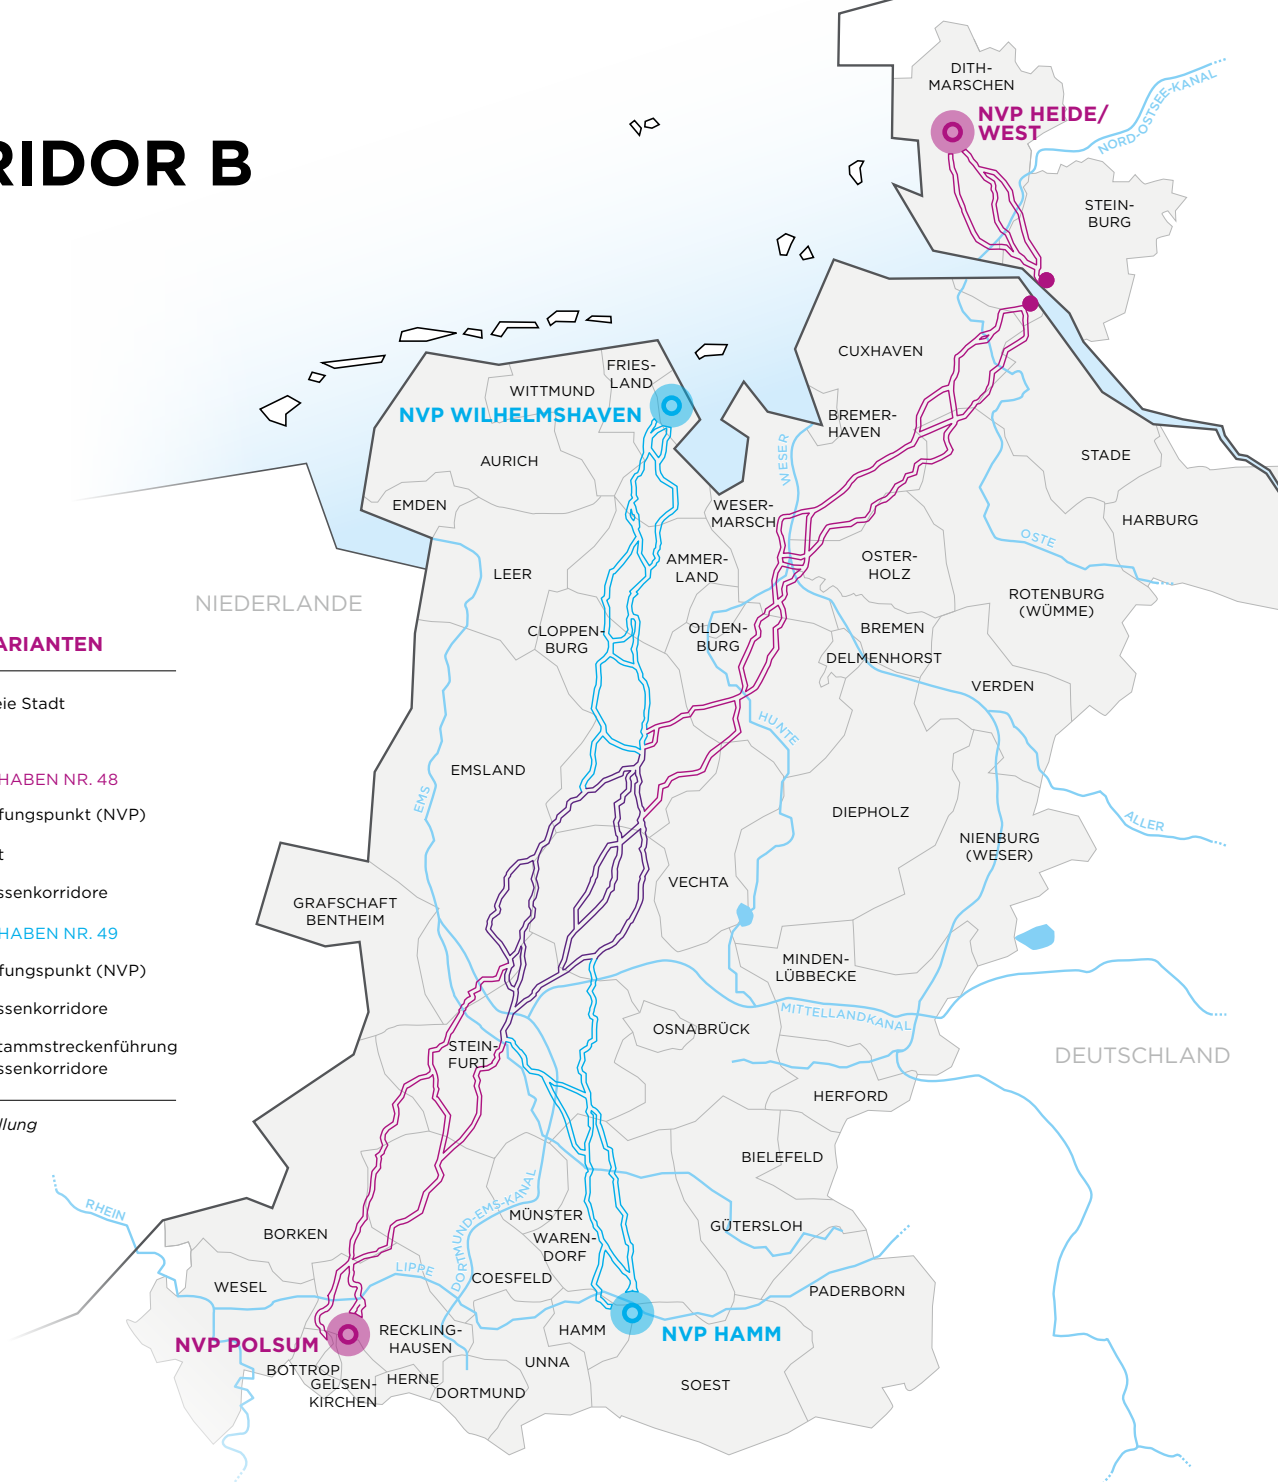 RIDOR B
DITH-
MARSCHEN
NVP HEIDE/
WEST
NORD-OSTSEE-KANAL
STEIN-
BURG
CUXHAVEN
FRIES-
LAND
WITTMUND
NVP WILHELMSHAVEN
BREMER-
HAVEN
AURICH
WESER
STADE
EMDEN
WESER-
MARSCH
HARBURG
OSTE
LEER
AMMER-
LAND
OSTER-
HOLZ
NIEDERLANDE
ROTENBURG
(WÜMME)
CLOPPEN-
BURG
OLDEN-
BURG
BREMEN
DELMENHORST
VERDEN
ARIANTEN
eie Stadt
HUNTE
EMSLAND
EMS
HABEN NR. 48
fungspunkt (NVP)
DIEPHOLZ
ALLER
NIENBURG
(WESER)
t
VECHTA
ssenkorridore
GRAFSCHAFT
BENTHEIM
HABEN NR. 49
fungspunkt (NVP)
MINDEN-
LÜBBECKE
ssenkorridore
MITTELLANDKANAL
OSNABRÜCK
tammstreckenführung
ssenkorridore
STEIN-
FURT
DEUTSCHLAND
HERFORD
llung
BIELEFELD
RHEIN
DORTMUND-EMS-KANAL
MÜNSTER
GÜTERSLOH
BORKEN
WAREN-
DORF
LIPPE
COESFELD
WESEL
PADERBORN
NVP POLSUM
RECKLING-
HAUSEN
HAMM
NVP HAMM
UNNA
BOTTROP
GELSEN-
KIRCHEN
HERNE
DORTMUND
SOEST